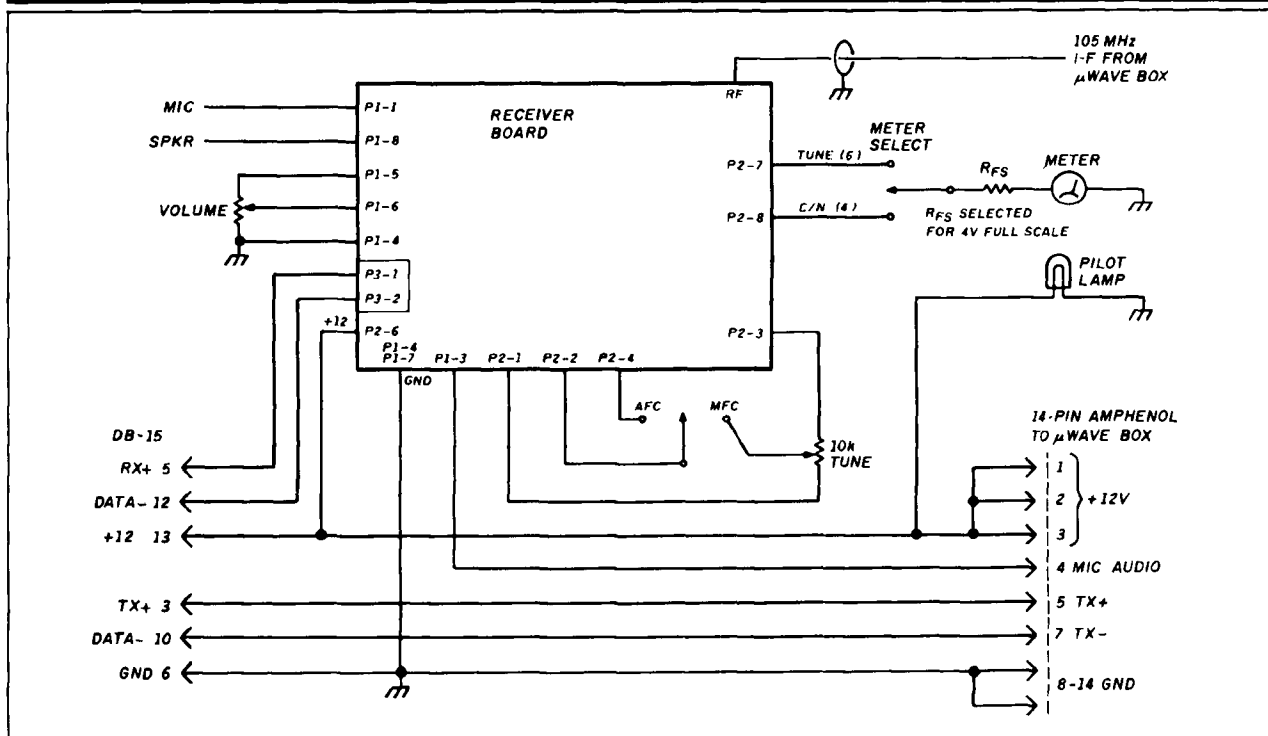 105 MHz
I-F FROM
μWAVE BOX
RF
MIC
P1-1
RECEIVER
BOARD
SPKR
P1-8
METER
SELECT
P1-5
P2-7
TUNE (6)
RFS
METER
VOLUME
P1-6
P2-8
C/N (4)
RFS SELECTED
FOR 4V FULL SCALE
P1-4
P3-1
PILOT
LAMP
P3-2
+12
P2-6
P2-3
P1-4
P1-7
P1-3
P2-1
P2-2
P2-4
GND
AFC
MFC
10k
TUNE
14-PIN AMPHENOL
TO μWAVE BOX
DB-15
RX+ 5
1
DATA- 12
2
+12V
+12 13
3
4 MIC AUDIO
TX+ 3
5 TX+
DATA- 10
7 TX-
GND 6
8-14 GND